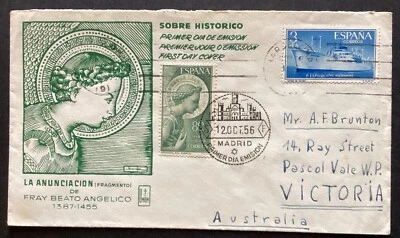 SOBRE HISTORICO
PRIMER DIA DE EMISION
PREMIER JOUR D'EMISSION
FIRST DAY COVER
LA ANUNCIACION (FRAGMENTO)
DE
FRAY BEATO ANGELICO
1387-1455
ESPAÑA
12 OCT. 56
MADRID
PRIMER DIA EMISION
3
ESPAÑA
Mr. A.F. Brunton
14, Ray Street
Pascol Vale W.P.
VICTORIA
Australia